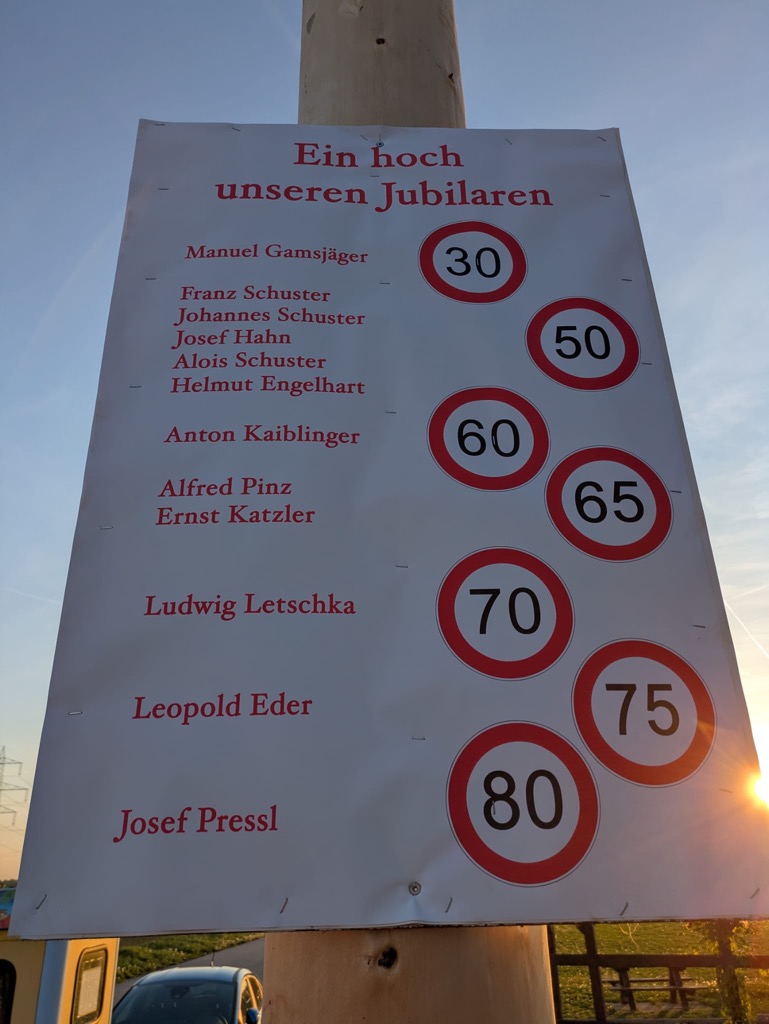 Ein hoch
unseren Jubilaren
Manuel Gamsjäger
30
Franz Schuster
Johannes Schuster
Josef Hahn
Alois Schuster
Helmut Engelhart
50
Anton Kaiblinger
60
Alfred Pinz
Ernst Katzler
65
Ludwig Letschka
70
Leopold Eder
75
Josef Pressl
80